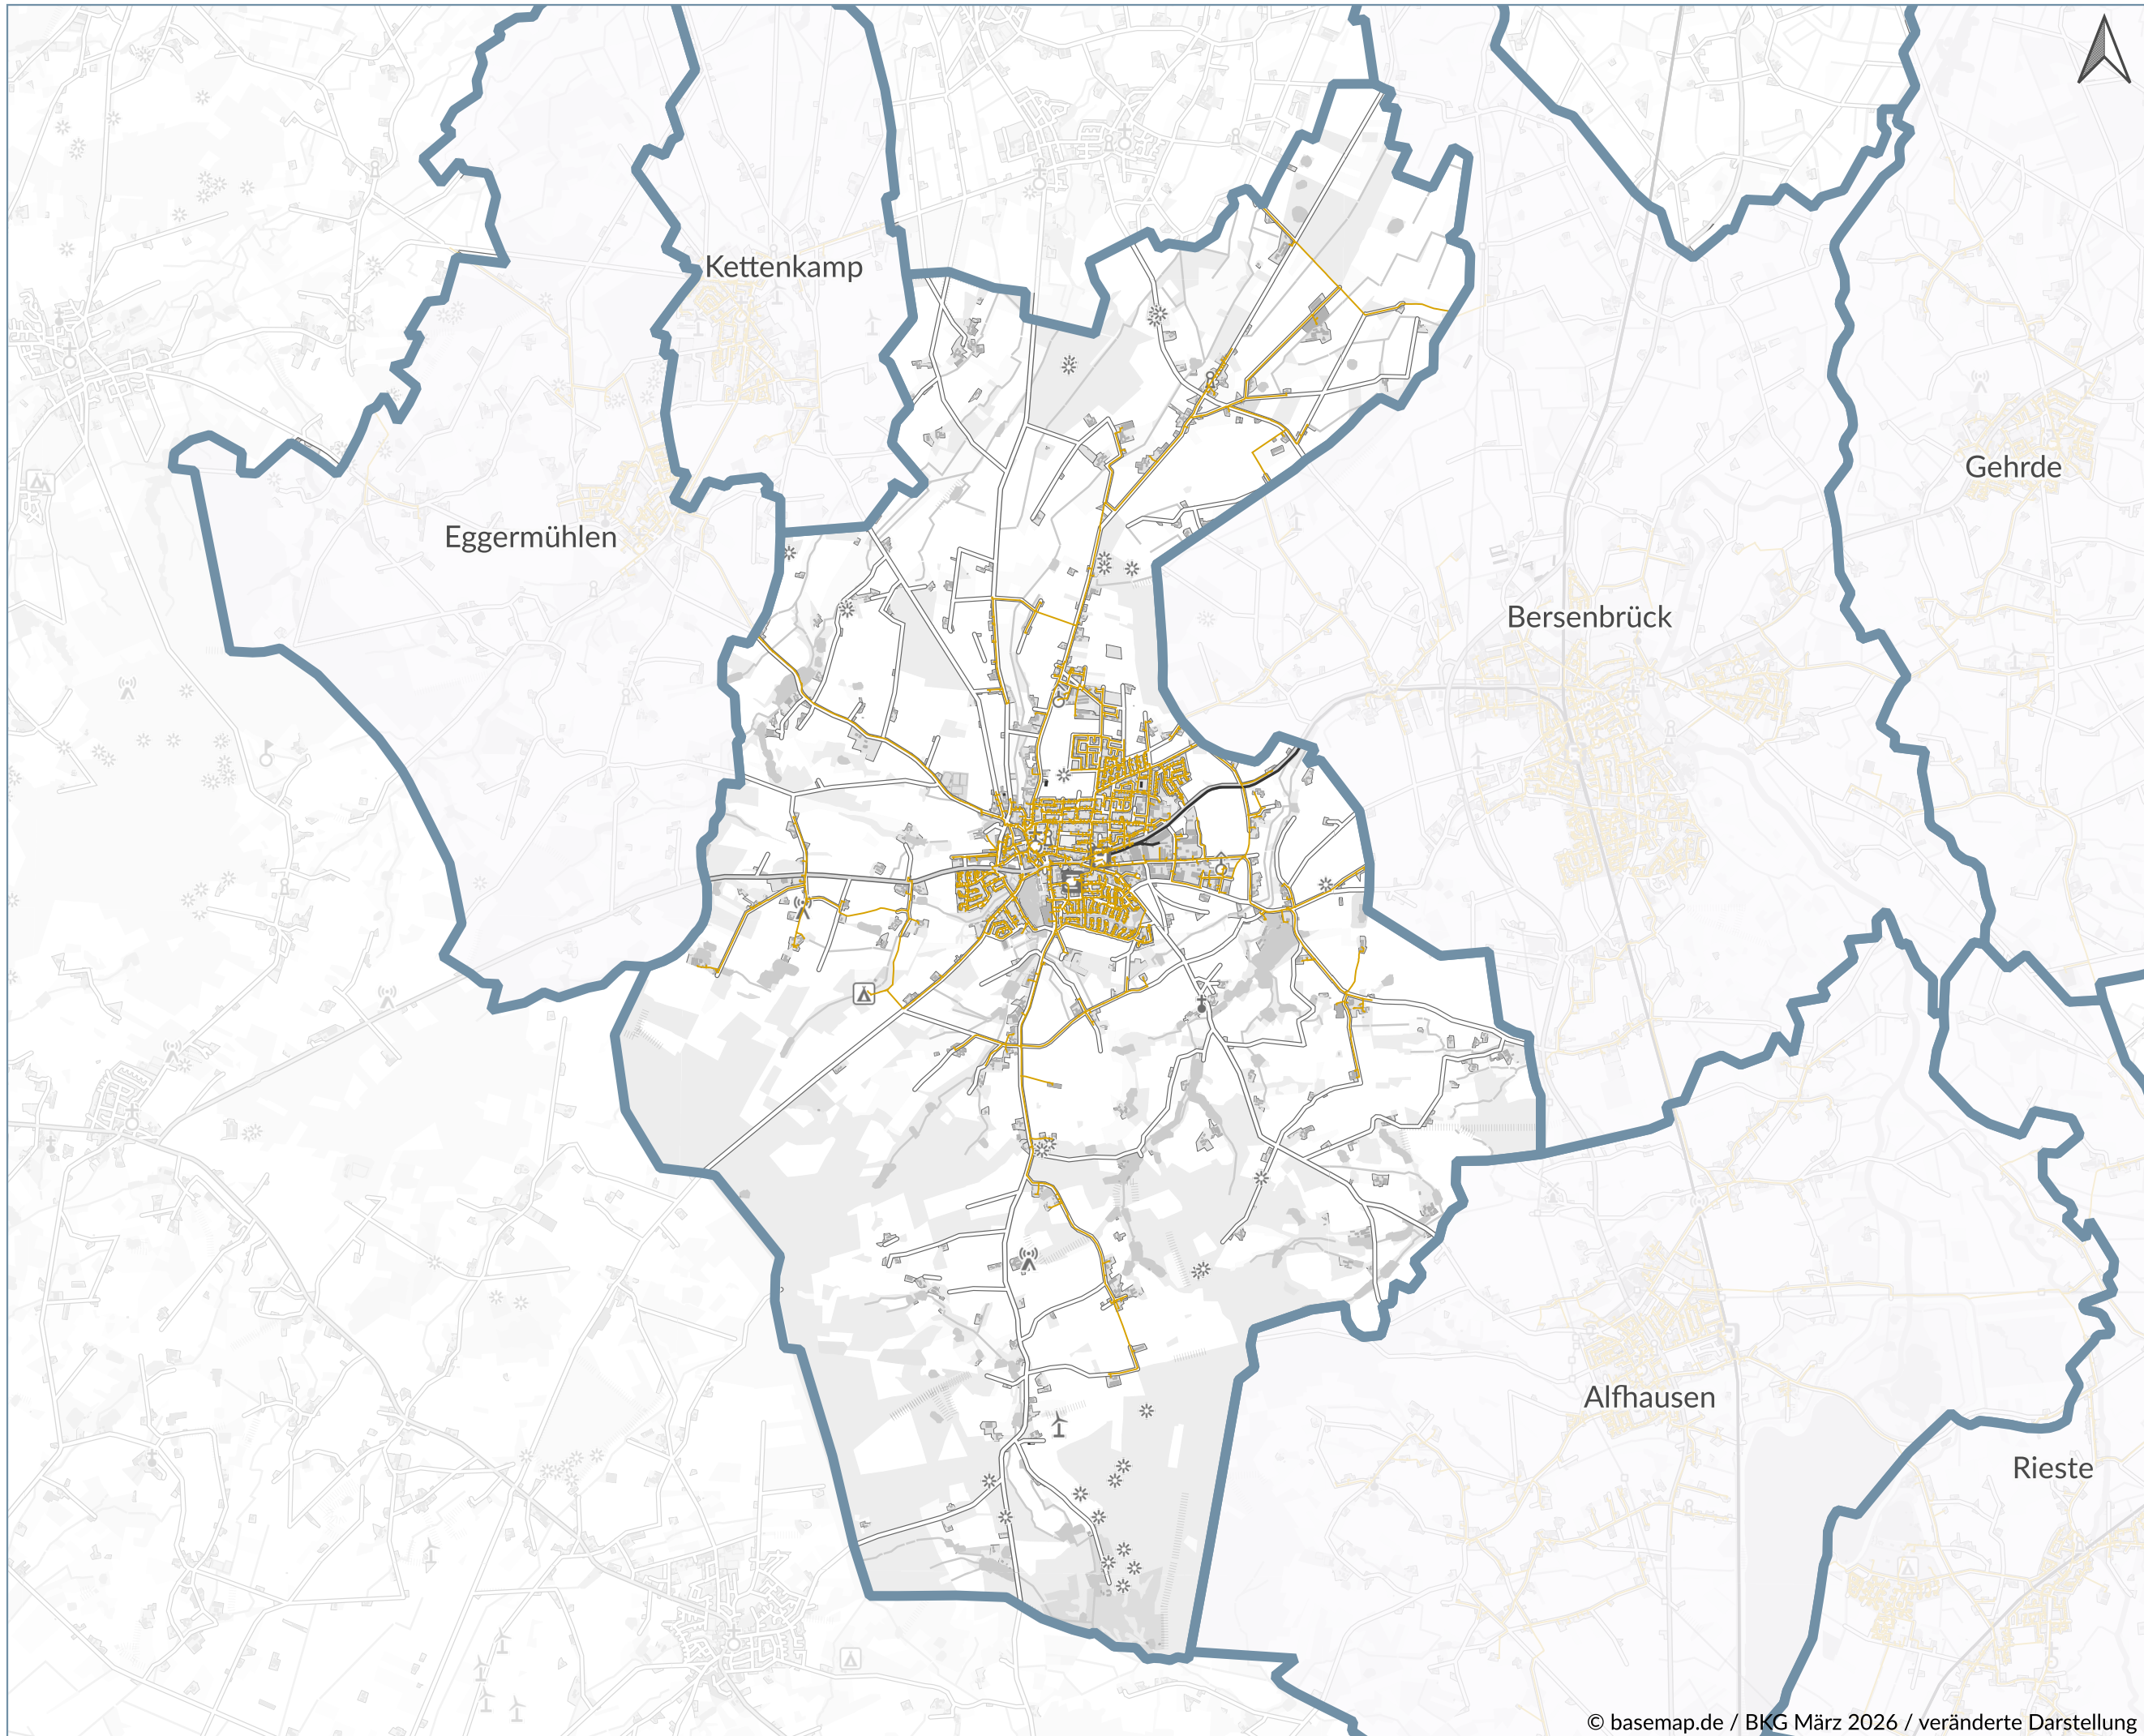 Kettenkamp
Gehrde
Eggermühlen
Bersenbrück
Alfhausen
Rieste
© basemap.de / BKG März 2026 / veränderte Darstellung